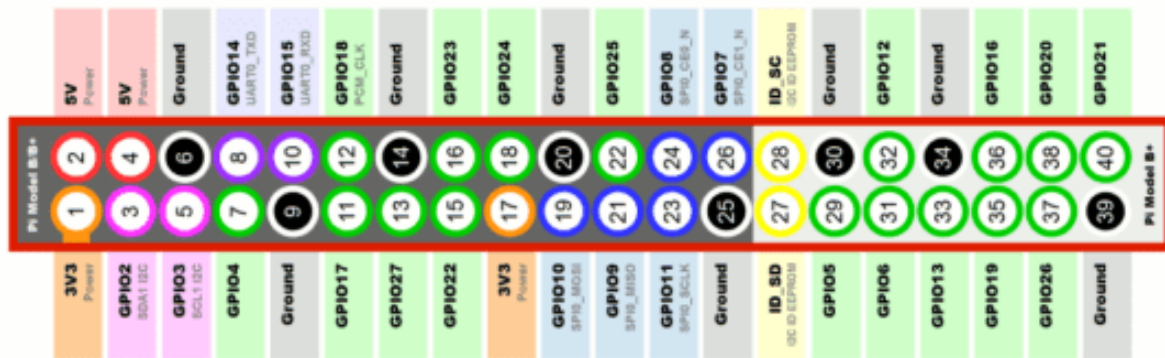 5V
Power
5V
Power
Ground
GPIO14
UART0_TXD
GPIO15
UART0_RXD
GPIO18
PCM_CLK
Ground
GPIO23
GPIO24
Ground
GPIO25
GPIO8
SPI0_CE0_N
GPIO7
SPI0_CE1_N
ID_SC
I2C ID EEPROM
Ground
GPIO12
Ground
GPIO16
GPIO20
GPIO21
Pi Model B/B+
2 4 6 8 10 12 14 16 18 20 22 24 26 28 30 32 34 36 38 40
1 3 5 7 9 11 13 15 17 19 21 23 25 27 29 31 33 35 37 39
Pi Model B+
3V3
Power
GPIO2
SDA1 I2C
GPIO3
SCL1 I2C
GPIO4
Ground
GPIO17
GPIO27
GPIO22
3V3
Power
GPIO10
SPI0_MOSI
GPIO9
SPI0_MISO
GPIO11
SPI0_SCLK
Ground
ID_SD
I2C ID EEPROM
GPIO5
GPIO6
GPIO13
GPIO19
GPIO26
Ground